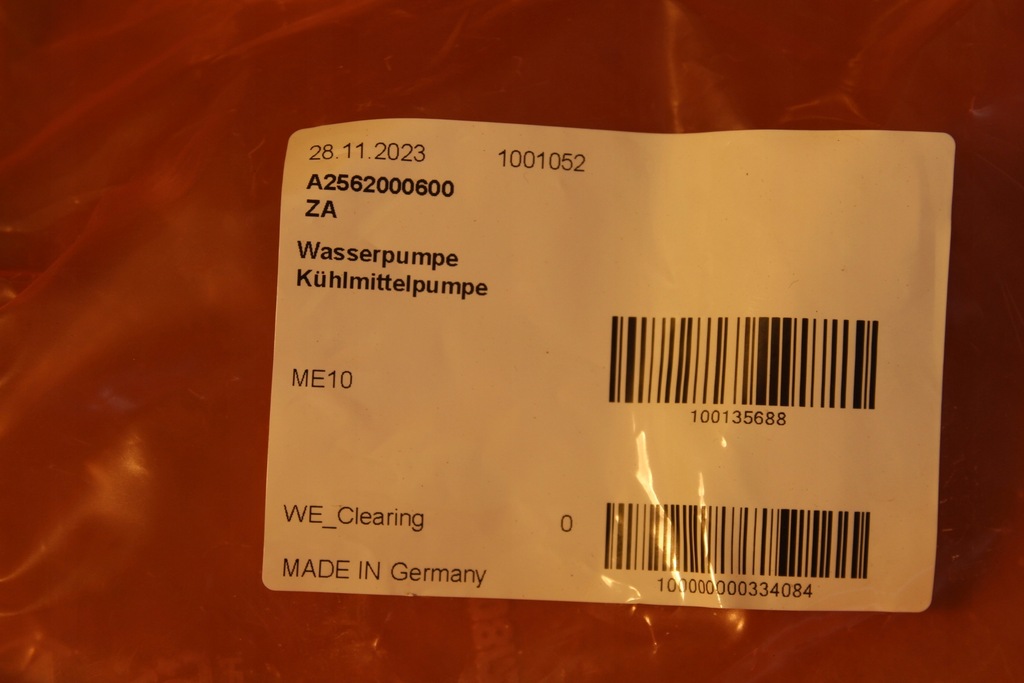 28.11.2023 1001052
A2562000600
ZA
Wasserpumpe
Kühlmittelpumpe
ME10
100135688
WE_Clearing 0
100000000334084
MADE IN Germany